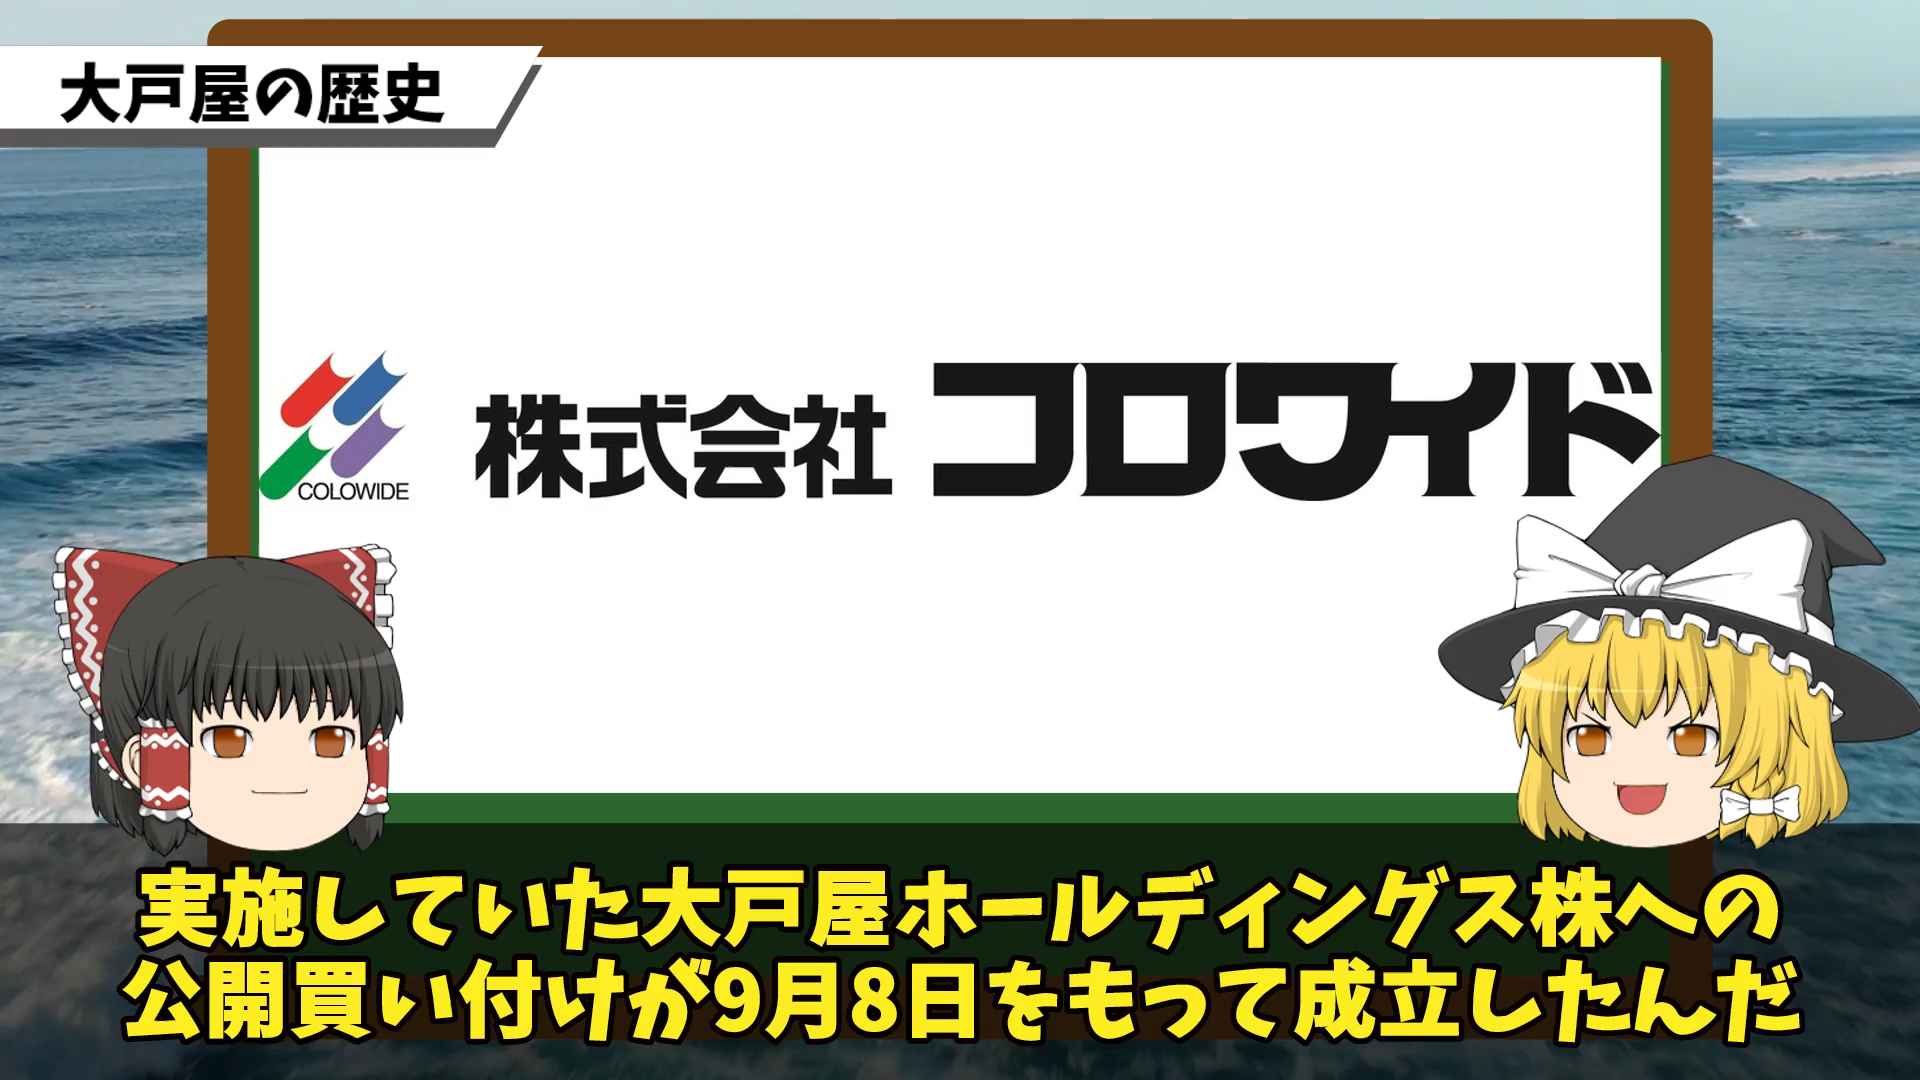 大戸屋の歴史
株式会社 コロワイド
COLOWIDE
実施していた大戸屋ホールディングス株への
公開買い付けが9月8日をもって成立したんだ